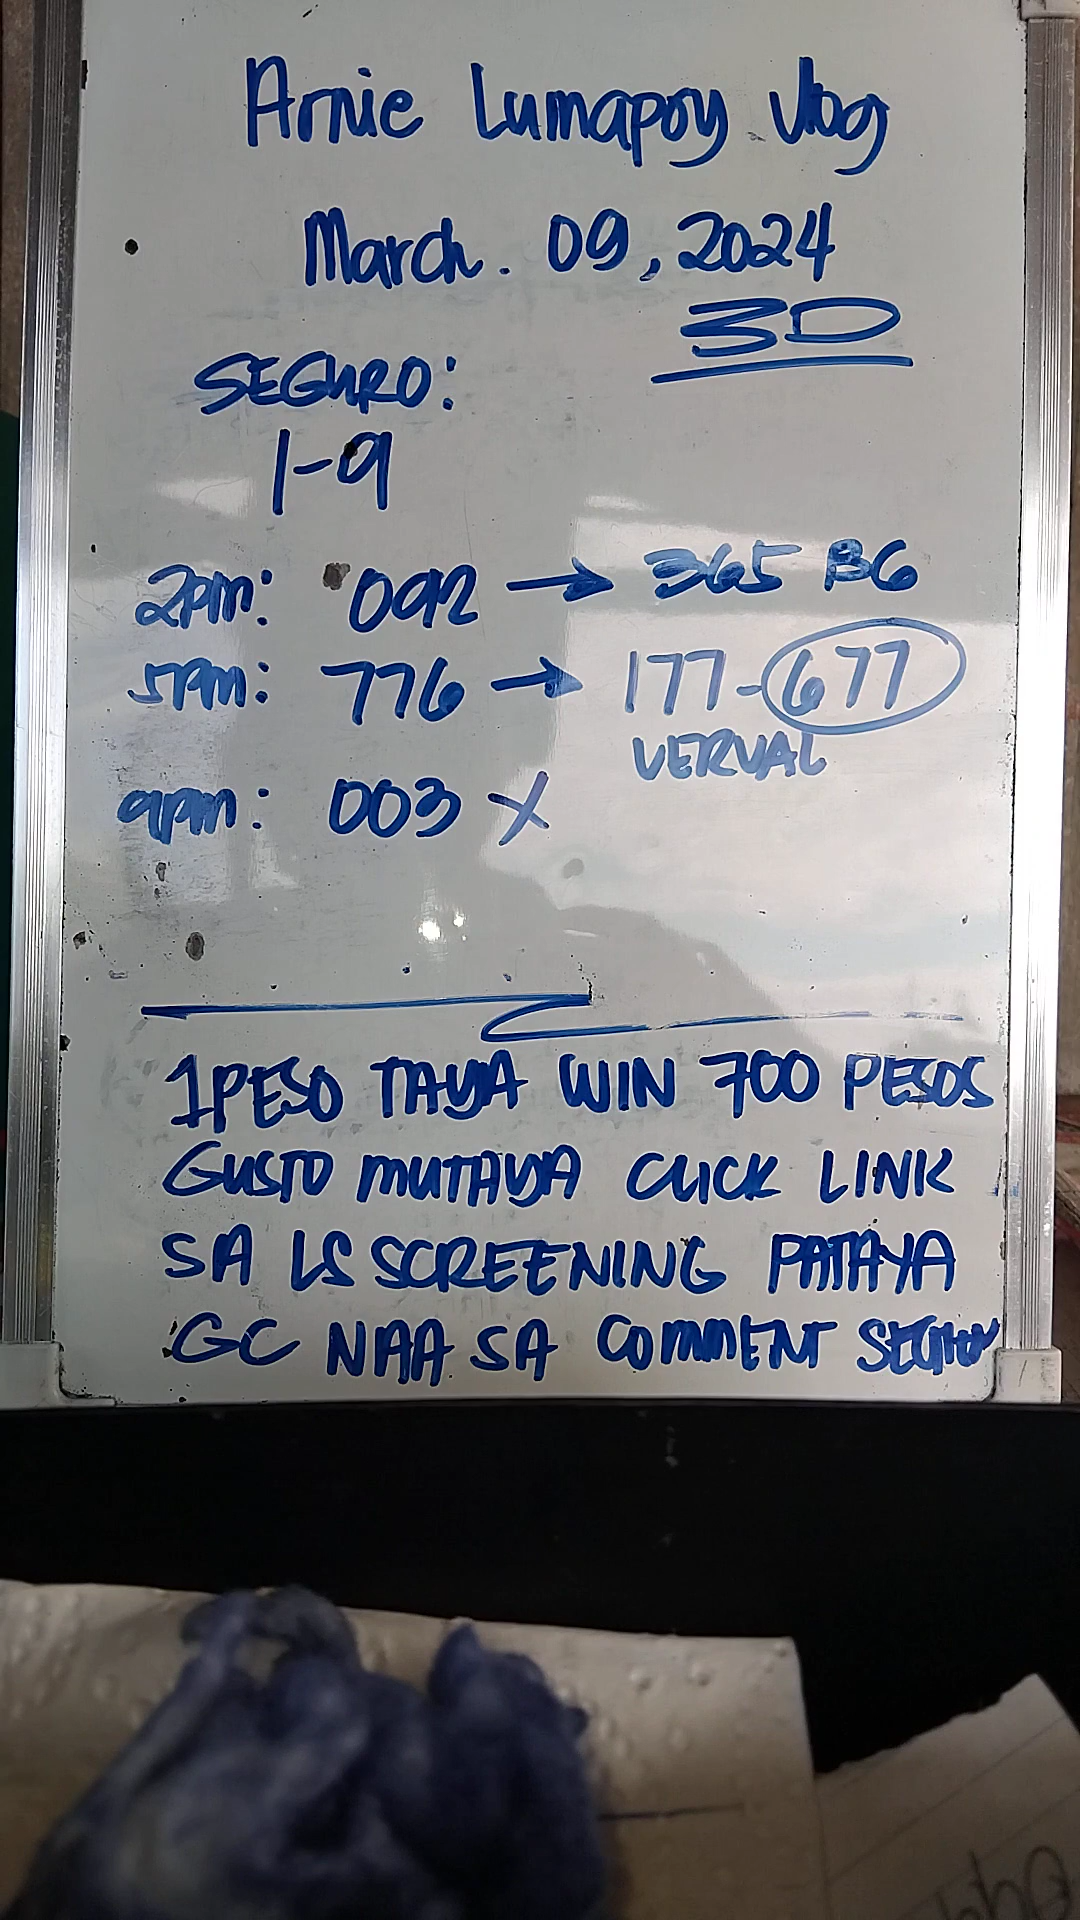 Arnie Lumapoy Vlog
March. 09, 2024
3D
SEGURO:
1-9
2pm: 092 → 365 B6
5pm: 776 → 177-677
VERVAL
9pm: 003 X
1PESO TAYA WIN 700 PESOS
GUSTO MUTAYA CLICK LINK
SA LS SCREENING PATAYA
GC NAA SA COMMENT SECTION